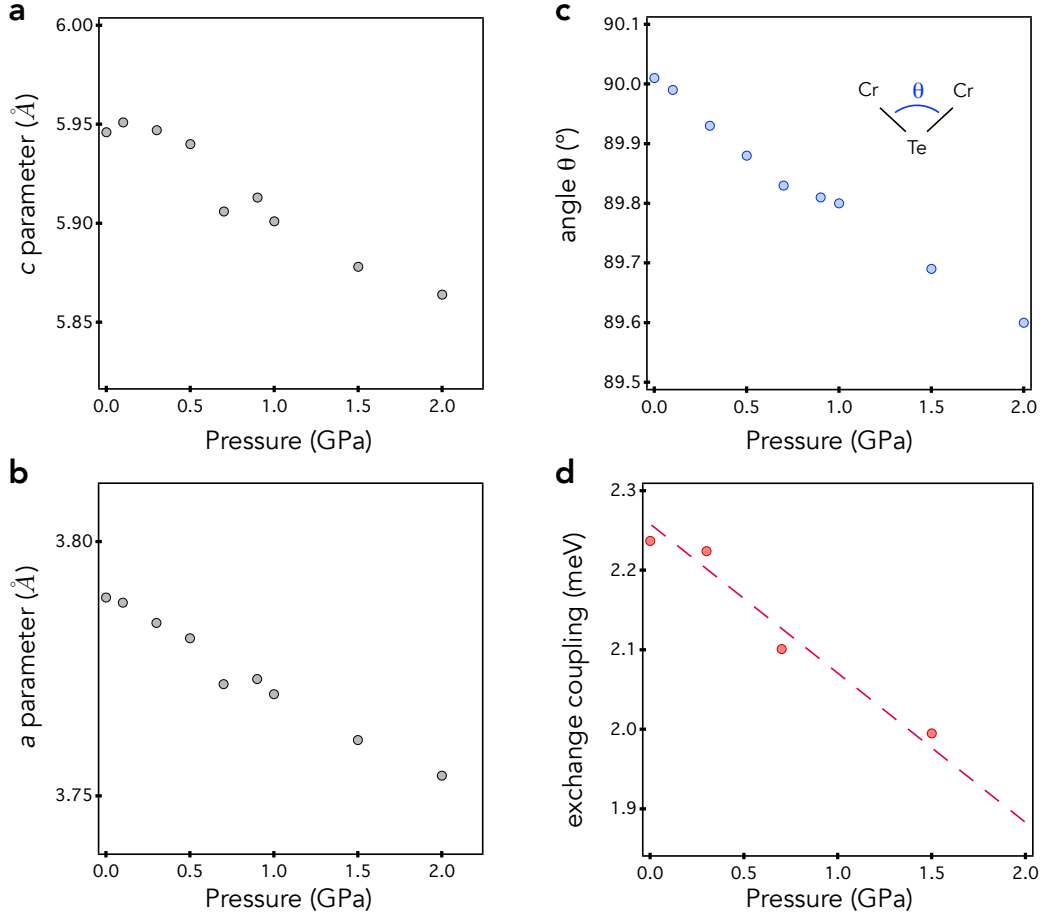 a
6.00
5.95
5.90
5.85
c parameter (Å)
0.0 0.5 1.0 1.5 2.0
Pressure (GPa)
b
3.80
3.75
a parameter (Å)
0.0 0.5 1.0 1.5 2.0
Pressure (GPa)
c
90.1
90.0
89.9
89.8
89.7
89.6
89.5
angle θ (º)
Cr θ Cr
Te
0.0 0.5 1.0 1.5 2.0
Pressure (GPa)
d
2.3
2.2
2.1
2.0
1.9
exchange coupling (meV)
0.0 0.5 1.0 1.5 2.0
Pressure (GPa)